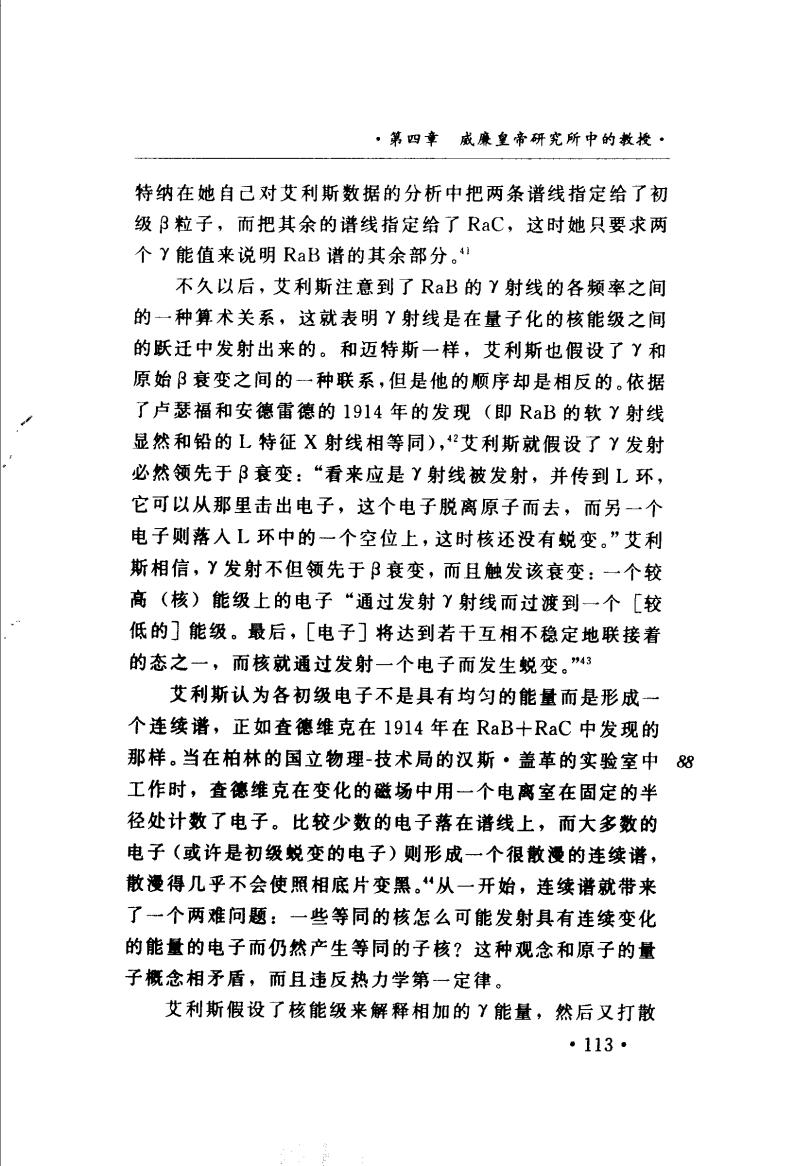 ·第四章　威廉皇帝研究所中的教授·
特纳在她自己对艾利斯数据的分析中把两条谱线指定给了初
级β粒子，而把其余的谱线指定给了 RaC，这时她只要求两
个γ能值来说明 RaB 谱的其余部分。⁴¹
不久以后，艾利斯注意到了 RaB 的γ射线的各频率之间
的一种算术关系，这就表明γ射线是在量子化的核能级之间
的跃迁中发射出来的。和迈特斯一样，艾利斯也假设了γ和
原始β衰变之间的一种联系，但是他的顺序却是相反的。依据
了卢瑟福和安德雷德的 1914 年的发现（即 RaB 的软γ射线
显然和铅的 L 特征 X 射线相等同），⁴²艾利斯就假设了γ发射
必然领先于β衰变：“看来应是γ射线被发射，并传到 L 环，
它可以从那里击出电子，这个电子脱离原子而去，而另一个
电子则落入 L 环中的一个空位上，这时核还没有蜕变。”艾利
斯相信，γ发射不但领先于β衰变，而且触发该衰变：一个较
高（核）能级上的电子“通过发射γ射线而过渡到一个［较
低的］能级。最后，［电子］将达到若干互相不稳定地联接着
的态之一，而核就通过发射一个电子而发生蜕变。”⁴³
艾利斯认为各初级电子不是具有均匀的能量而是形成一
个连续谱，正如查德维克在 1914 年在 RaB+RaC 中发现的
那样。当在柏林的国立物理-技术局的汉斯·盖革的实验室中 88
工作时，查德维克在变化的磁场中用一个电离室在固定的半
径处计数了电子。比较少数的电子落在谱线上，而大多数的
电子（或许是初级蜕变的电子）则形成一个很散漫的连续谱，
散漫得几乎不会使照相底片变黑。⁴⁴从一开始，连续谱就带来
了一个两难问题：一些等同的核怎么可能发射具有连续变化
的能量的电子而仍然产生等同的子核？这种观念和原子的量
子概念相矛盾，而且违反热力学第一定律。
艾利斯假设了核能级来解释相加的γ能量，然后又打散
·113·